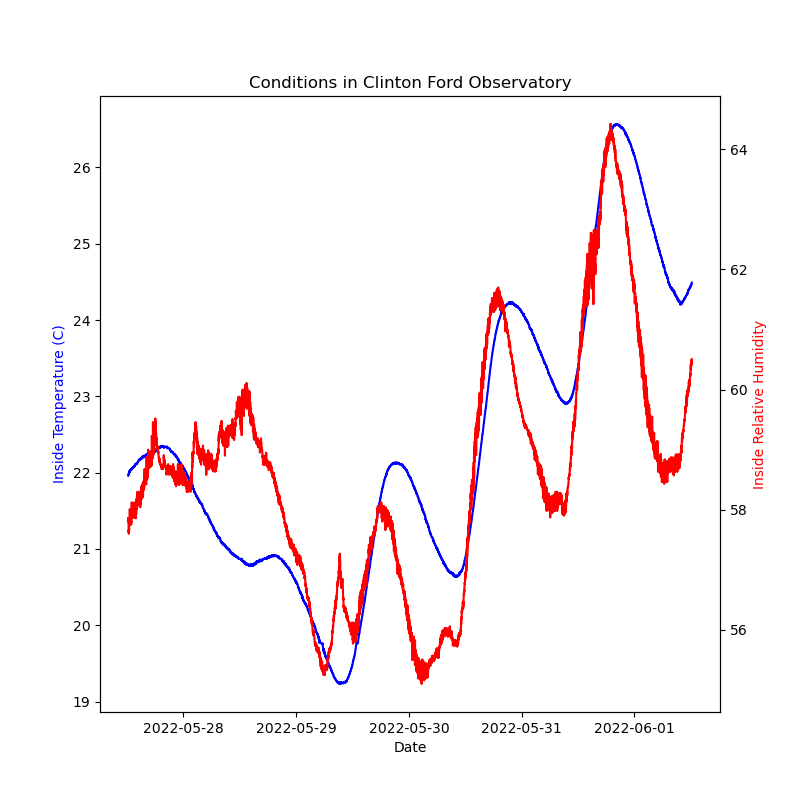 Conditions in Clinton Ford Observatory
Inside Temperature (C)
26
25
24
23
22
21
20
19
64
62
60
58
56
Inside Relative Humidity
2022-05-28 2022-05-29 2022-05-30 2022-05-31 2022-06-01
Date